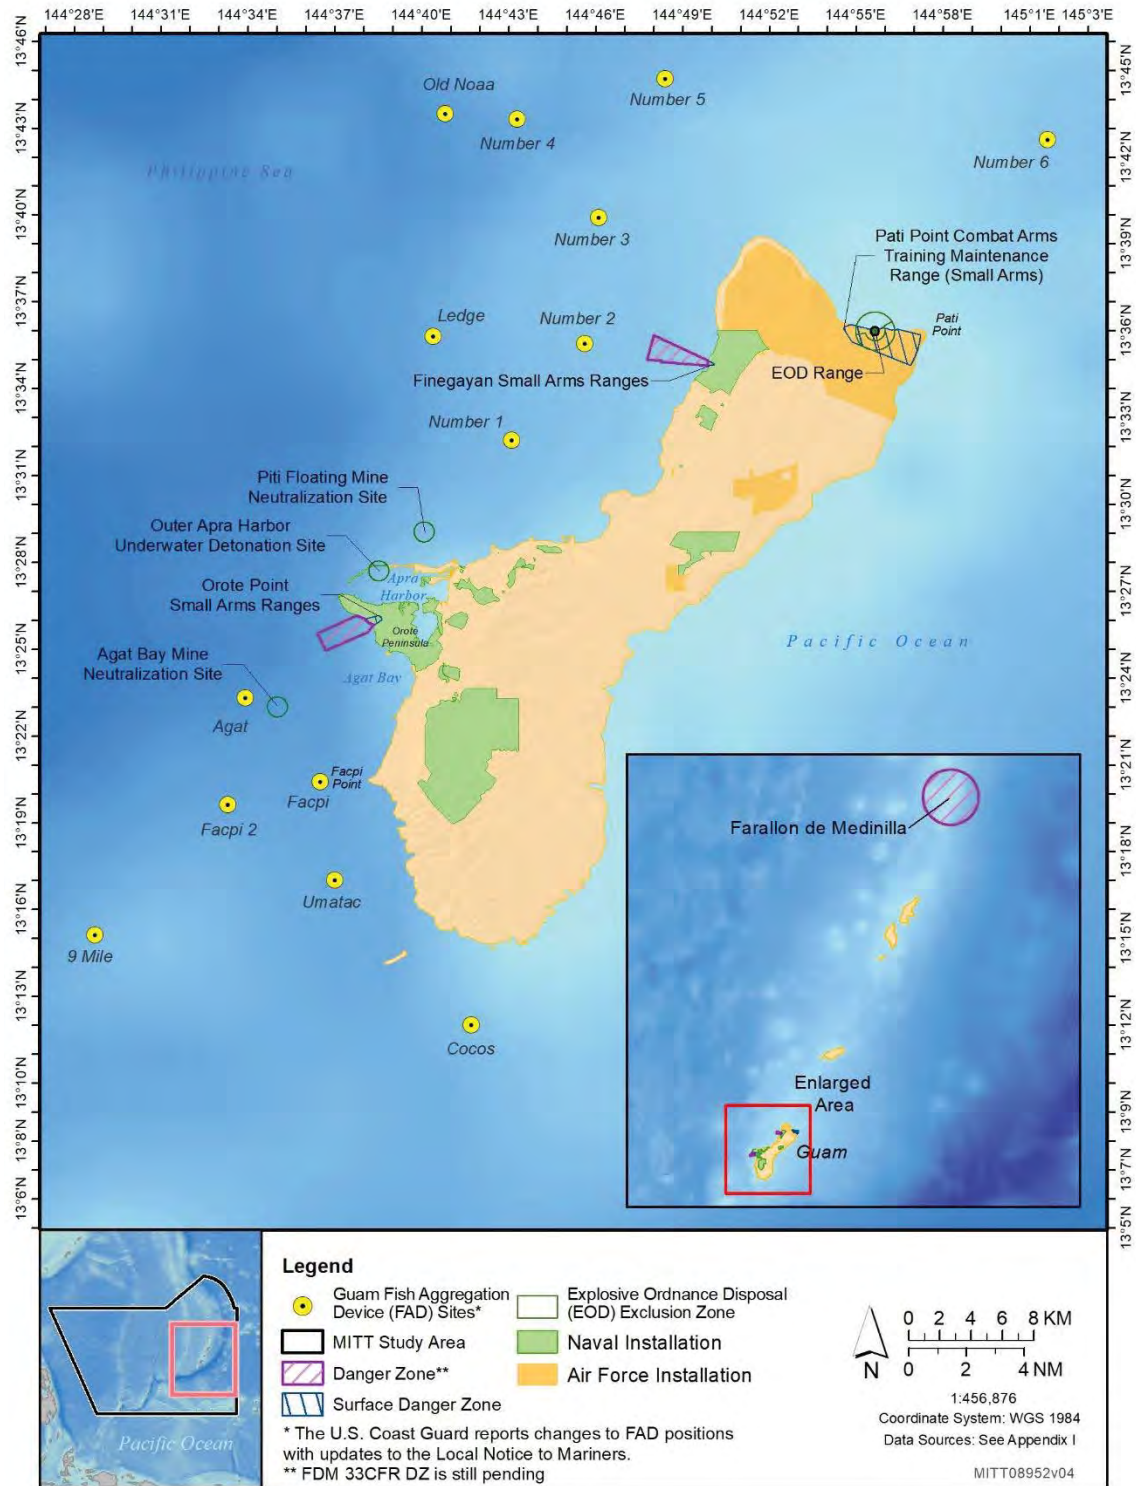 144°28'E 144°31'E 144°34'E 144°37'E 144°40'E 144°43'E 144°46'E 144°49'E 144°52'E 144°55'E 144°58'E 145°1'E 145°3'E
13°46'N
13°43'N
13°40'N
13°37'N
13°34'N
13°31'N
13°28'N
13°25'N
13°22'N
13°19'N
13°16'N
13°13'N
13°10'N
13°8'N
13°6'N
13°45'N
13°42'N
13°39'N
13°36'N
13°33'N
13°30'N
13°27'N
13°24'N
13°21'N
13°18'N
13°15'N
13°12'N
13°9'N
13°7'N
13°5'N
Old Noaa
Number 5
Number 4
Number 6
Philippine Sea
Number 3
Pati Point Combat Arms
Training Maintenance
Range (Small Arms)
Ledge
Number 2
Pati
Point
EOD Range
Finegayan Small Arms Ranges
Number 1
Piti Floating Mine
Neutralization Site
Outer Apra Harbor
Underwater Detonation Site
Apra
Harbor
Orote Point
Small Arms Ranges
Orote
Peninsula
Pacific Ocean
Agat Bay Mine
Neutralization Site
Agat Bay
Agat
Facpi
Point
Facpi
Facpi 2
Umatac
9 Mile
Cocos
Farallon de Medinilla
Enlarged
Area
Guam
Pacific Ocean
Legend
Guam Fish Aggregation
Device (FAD) Sites*
MITT Study Area
Danger Zone**
Surface Danger Zone
Explosive Ordnance Disposal
(EOD) Exclusion Zone
Naval Installation
Air Force Installation
* The U.S. Coast Guard reports changes to FAD positions
with updates to the Local Notice to Mariners.
** FDM 33CFR DZ is still pending
N
0 2 4 6 8 KM
0 2 4 NM
1:456,876
Coordinate System: WGS 1984
Data Sources: See Appendix I
MITT08952v04